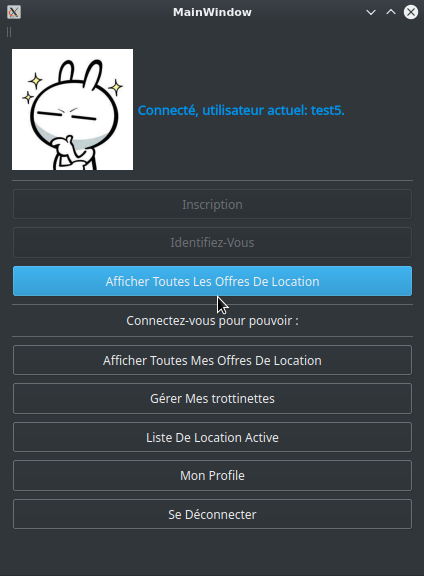 MainWindow
Connecté, utilisateur actuel: test5.
Inscription
Identifiez-Vous
Afficher Toutes Les Offres De Location
Connectez-vous pour pouvoir :
Afficher Toutes Mes Offres De Location
Gérer Mes trottinettes
Liste De Location Active
Mon Profile
Se Déconnecter